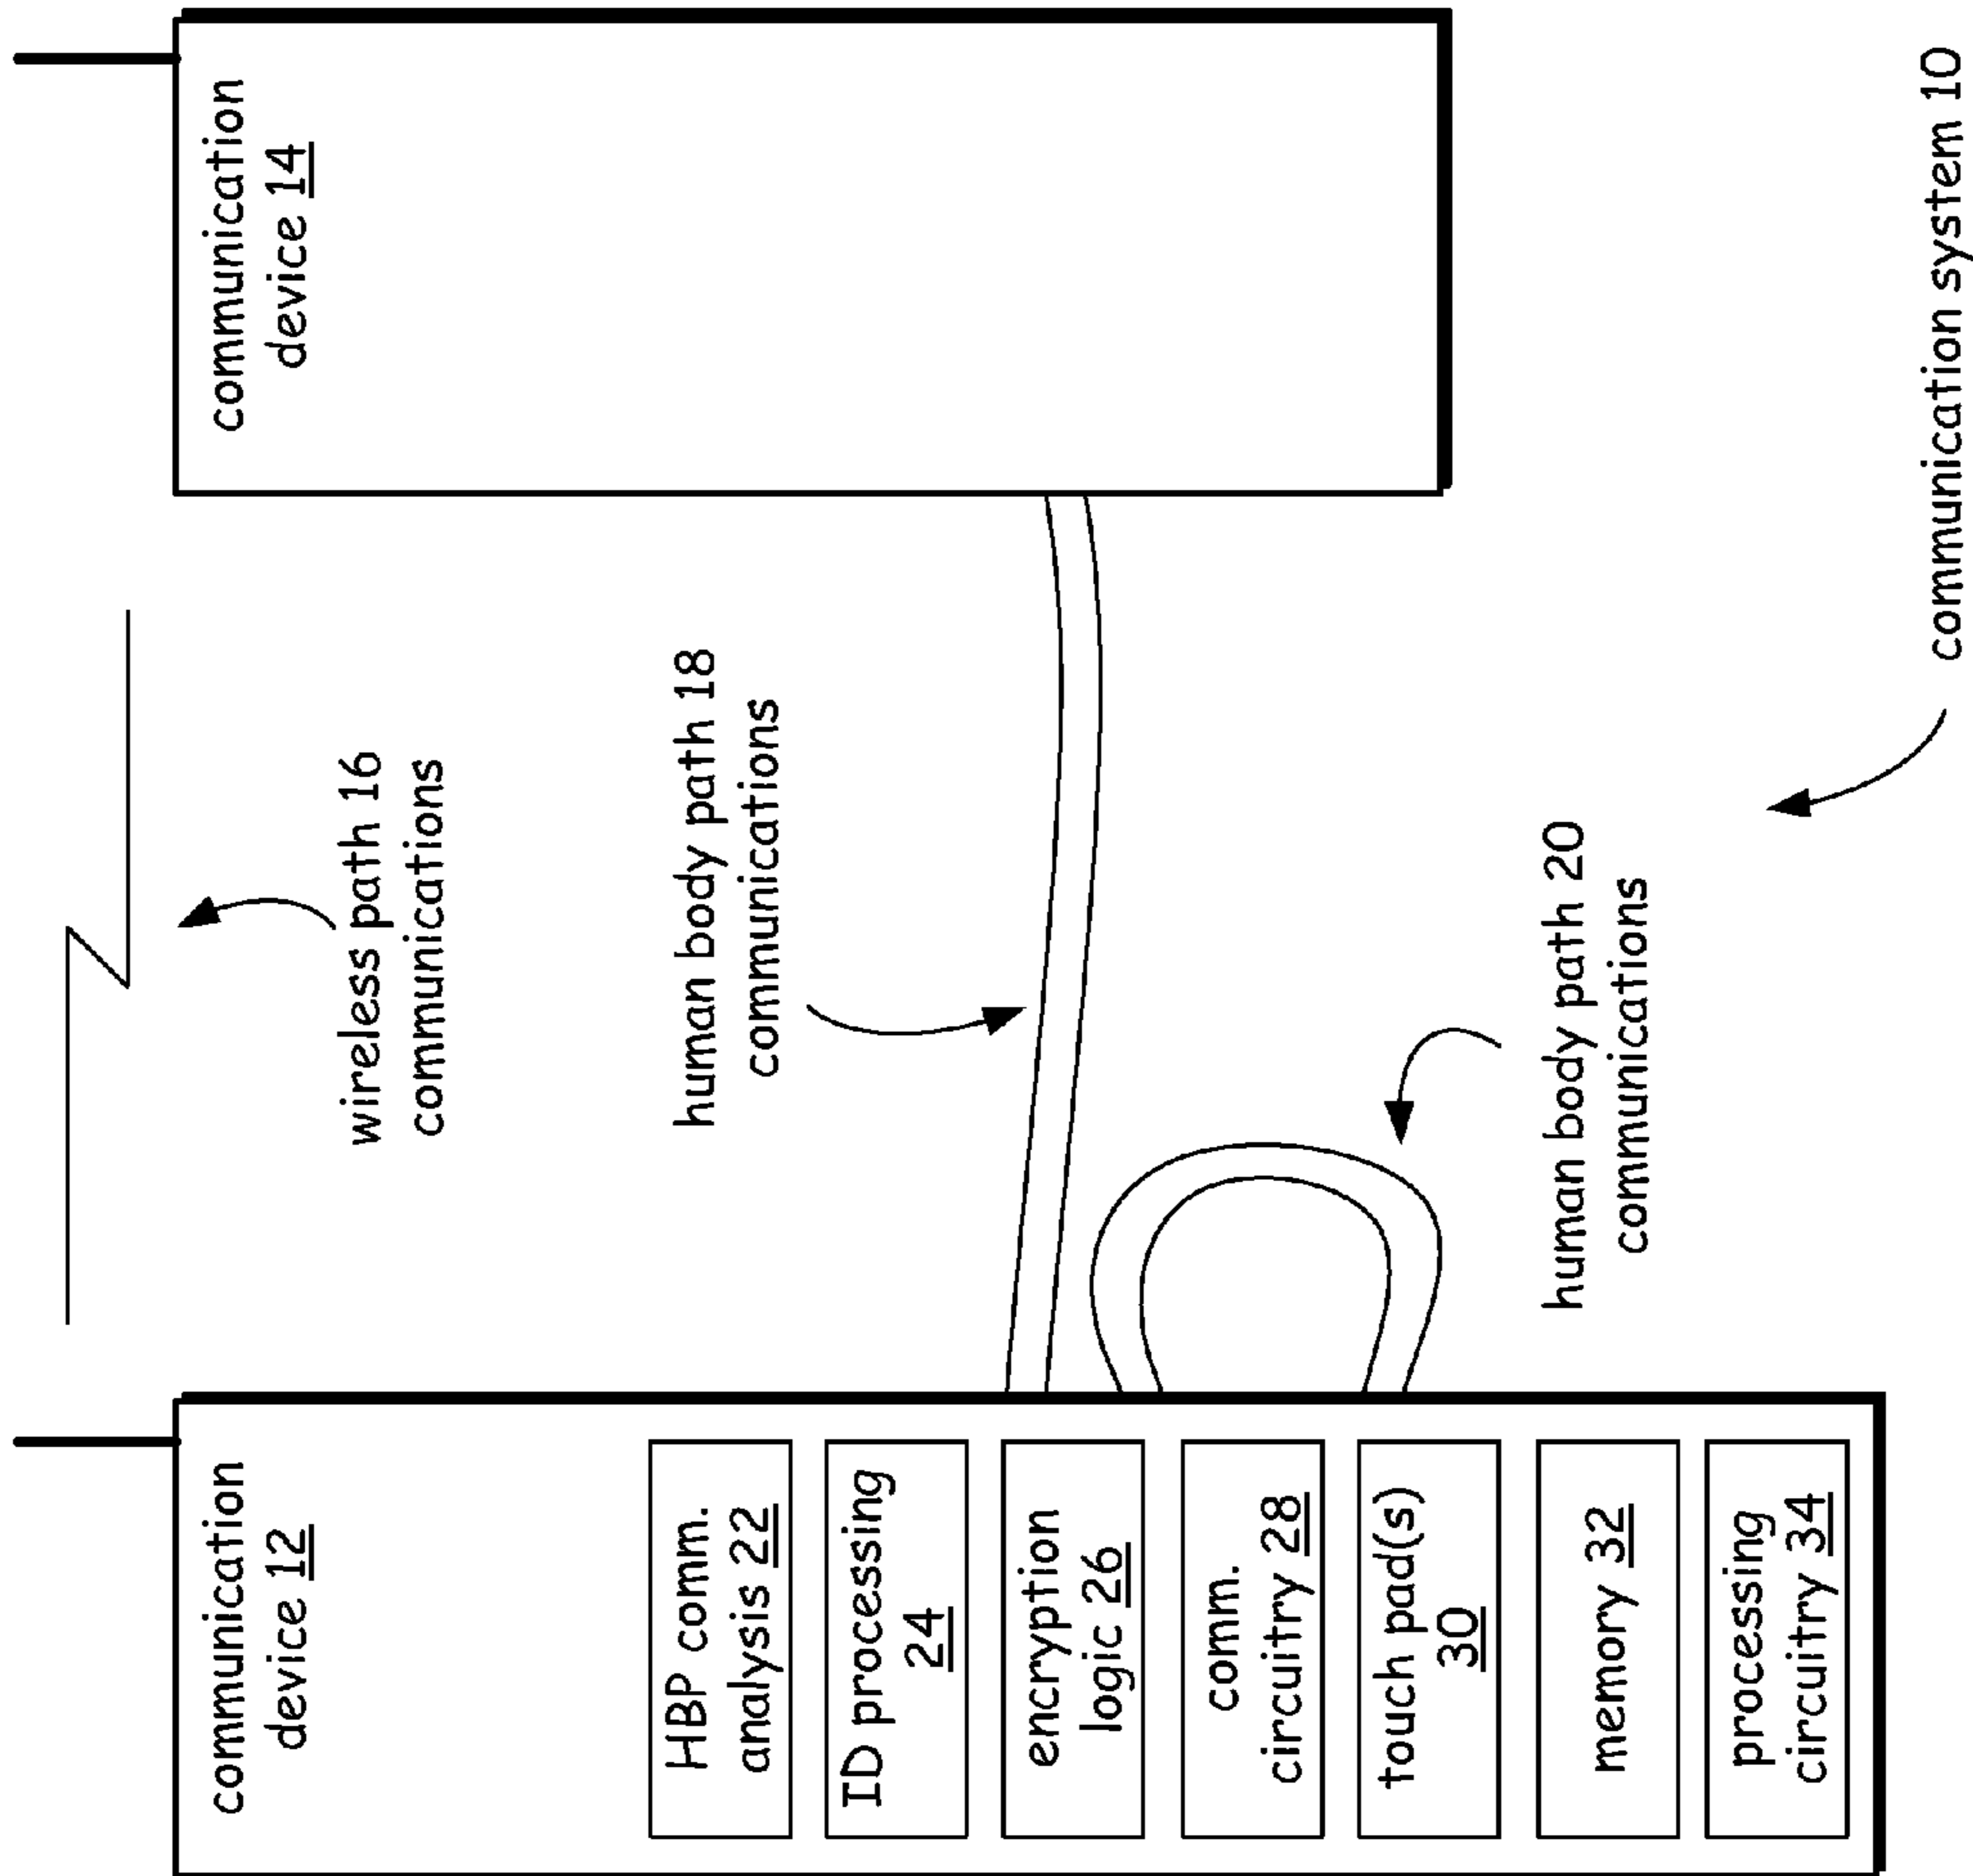 communication
device 12
HBP comm.
analysis 22
ID processing
24
encryption
logic 26
comm.
circuitry 28
touch pad(s)
30
memory 32
processing
circuitry 34
wireless path 16
communications
human body path 18
communications
human body path 20
communications
communication
device 14
communication system 10